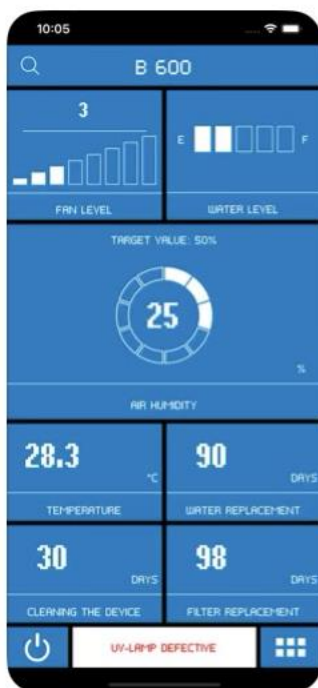 10:05
B 600
3
FAN LEVEL
E F
WATER LEVEL
TARGET VALUE: 50%
25
%
AIR HUMIDITY
28.3
°C
TEMPERATURE
90
DAYS
WATER REPLACEMENT
30
DAYS
CLEANING THE DEVICE
98
DAYS
FILTER REPLACEMENT
UV-LAMP DEFECTIVE